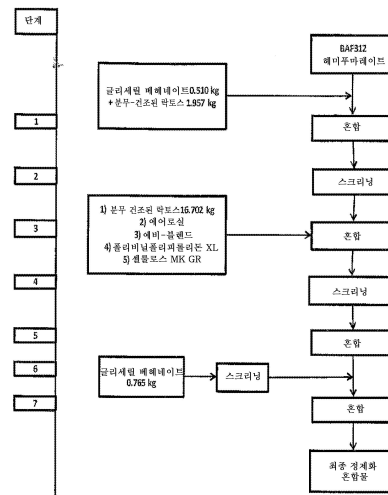 단계
BAF312
헤미푸마레이트
글리세릴 베헤네이트0.510 kg
+ 분무-건조된 락토스 1.957 kg
1
혼합
2
스크리닝
1) 분무 건조된 락토스16.702 kg
2) 에어로실
3) 예비-블렌드
4) 폴리비닐폴리피롤리돈 XL
5) 셀룰로스 MK GR
3
혼합
4
스크리닝
5
혼합
6
글리세릴 베헤네이트
0.765 kg
스크리닝
7
혼합
최종 정제화
혼합물